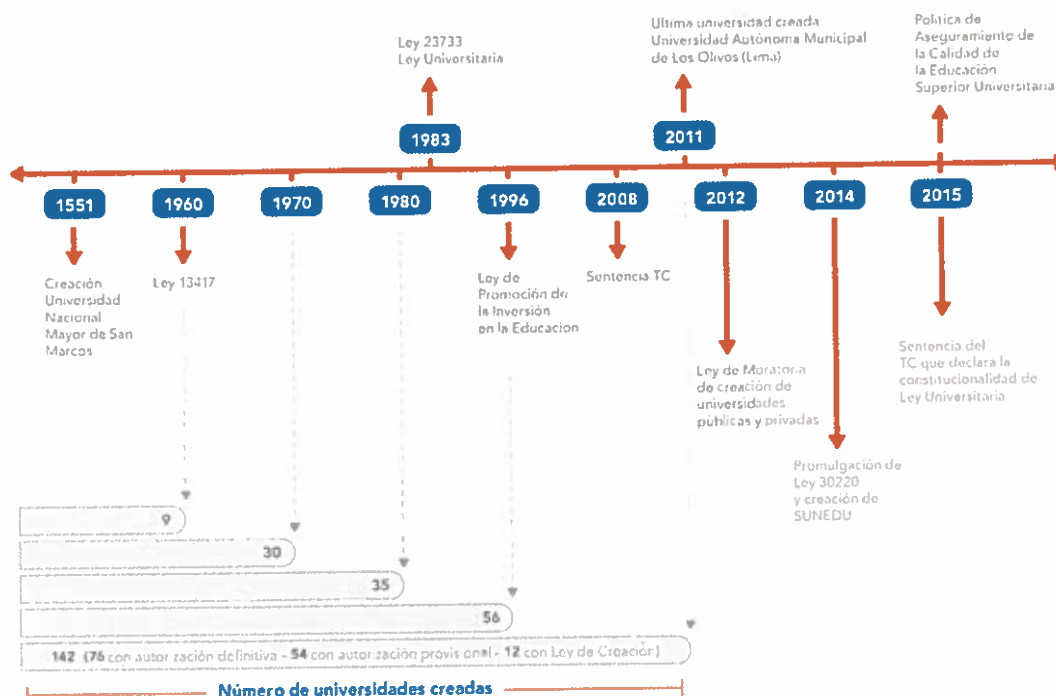 Ley 23733
Ley Universitaria
Ultima universidad creada
Universidad Autónoma Municipal
de Los Olivos (Lima)
Política de
Aseguramiento de
la Calidad de
la Educación
Superior Universitaria
1983
2011
1551
1960
1970
1980
1996
2008
2012
2014
2015
Creación
Universidad
Nacional
Mayor de San
Marcos
Ley 13417
Ley de
Promoción de
la Inversión
en la Educacion
Sentencia TC
Ley de Moratoria
de creación de
universidades
públicas y privadas
Promulgación de
Ley 30220
y creación de
SUNEDU
Sentencia del
TC que declara la
constitucionalidad de
Ley Universitaria
9
30
35
56
142 (76 con autorización definitiva - 54 con autorización provisional - 12 con Ley de Creación)
Número de universidades creadas